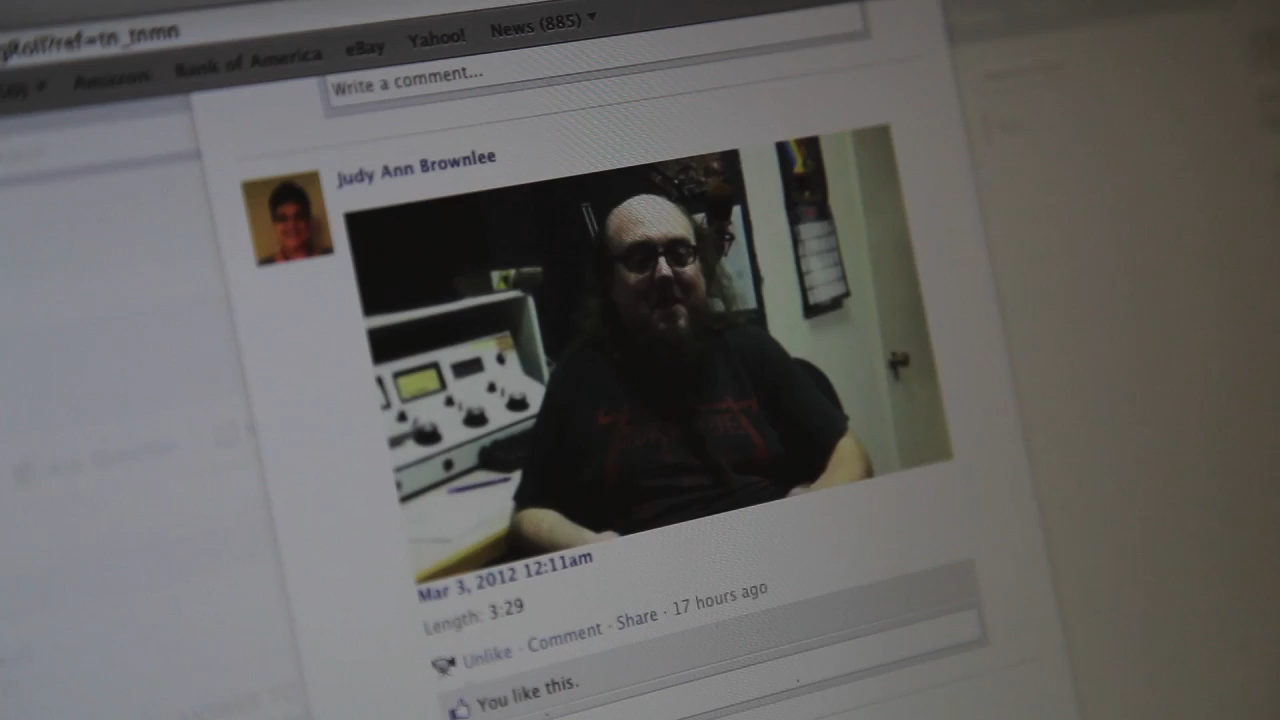 Amazon Bank of America eBay Yahoo! News (885)
Write a comment...
Judy Ann Brownlee
Mar 3, 2012 12:11am
Length: 3:29
Unlike · Comment · Share · 17 hours ago
You like this.